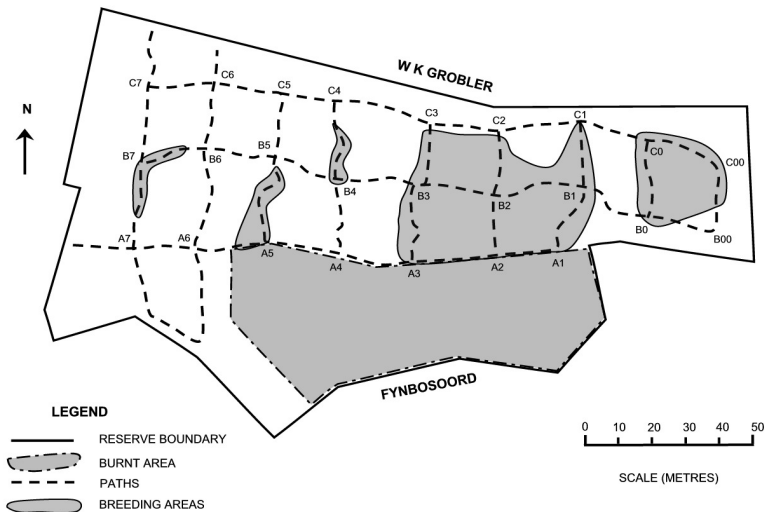 W K GROBLER
N
C7
C6
C5
C4
C3
C2
C1
C0
C00
B7
B6
B5
B4
B3
B2
B1
B0
B00
A7
A6
A5
A4
A3
A2
A1
FYNBOSOORD
LEGEND
RESERVE BOUNDARY
BURNT AREA
PATHS
BREEDING AREAS
0 10 20 30 40 50
SCALE (METRES)